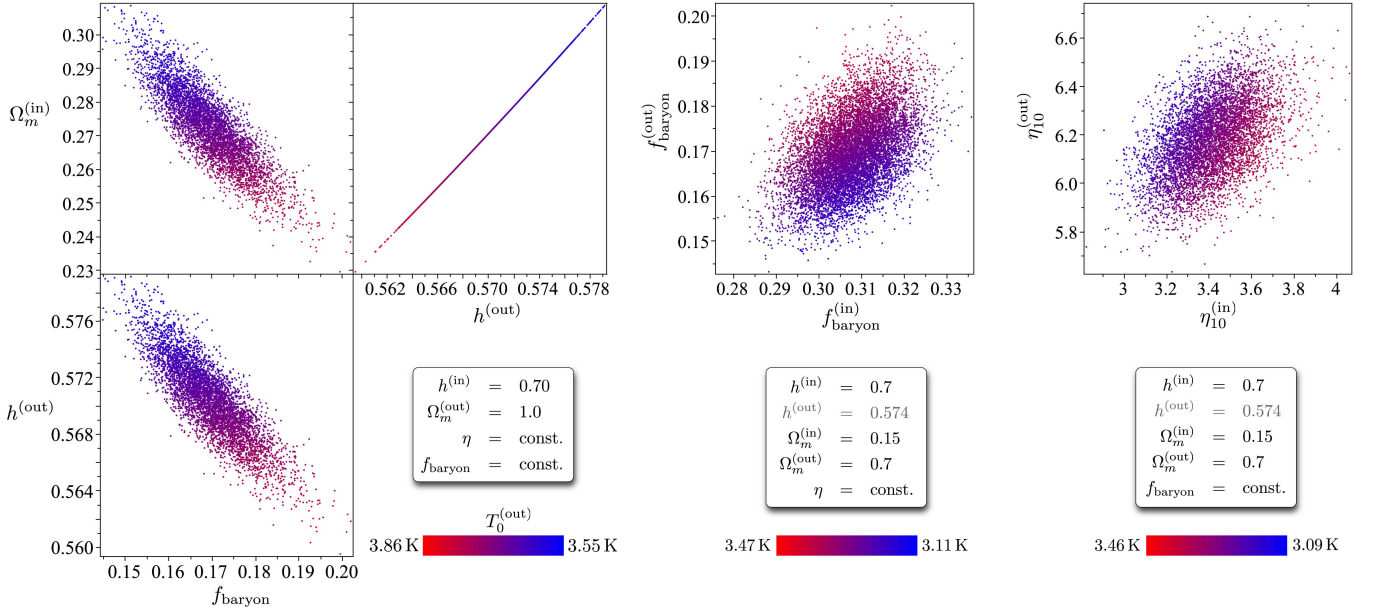 0.30
0.29
Ω_m^(in)
0.28
0.27
0.26
0.25
0.24
0.23
0.562 0.566 0.570 0.574 0.578
h^(out)
0.576
0.572
h^(out)
0.568
0.564
0.560
0.15 0.16 0.17 0.18 0.19 0.20
f_baryon
h^(in) = 0.70
Ω_m^(out) = 1.0
η = const.
f_baryon = const.
T_0^(out)
3.86 K 3.55 K
0.20
0.19
f_baryon^(out)
0.18
0.17
0.16
0.15
0.28 0.29 0.30 0.31 0.32 0.33
f_baryon^(in)
h^(in) = 0.7
h^(out) = 0.574
Ω_m^(in) = 0.15
Ω_m^(out) = 0.7
η = const.
3.47 K 3.11 K
6.6
6.4
η_10^(out)
6.2
6.0
5.8
3 3.2 3.4 3.6 3.8 4
η_10^(in)
h^(in) = 0.7
h^(out) = 0.574
Ω_m^(in) = 0.15
Ω_m^(out) = 0.7
f_baryon = const.
3.46 K 3.09 K